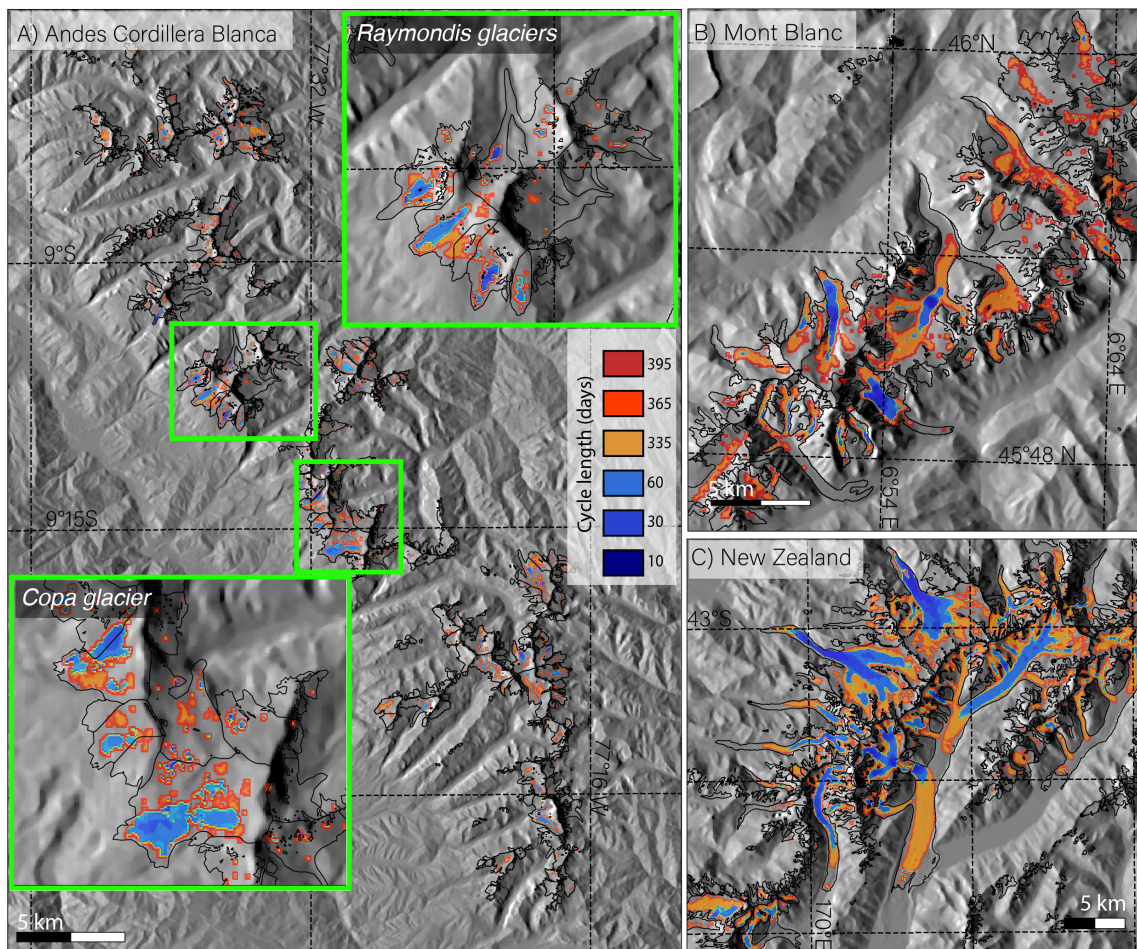 A) Andes Cordillera Blanca
77°32 W
Raymondis glaciers
9°S
9°15S
Cycle length (days)
395
365
335
60
30
10
Copa glacier
77°16 W
5 km
B) Mont Blanc
46°N
6°64 E
45°48 N
6°54 E
5 km
C) New Zealand
43°S
170°E
5 km